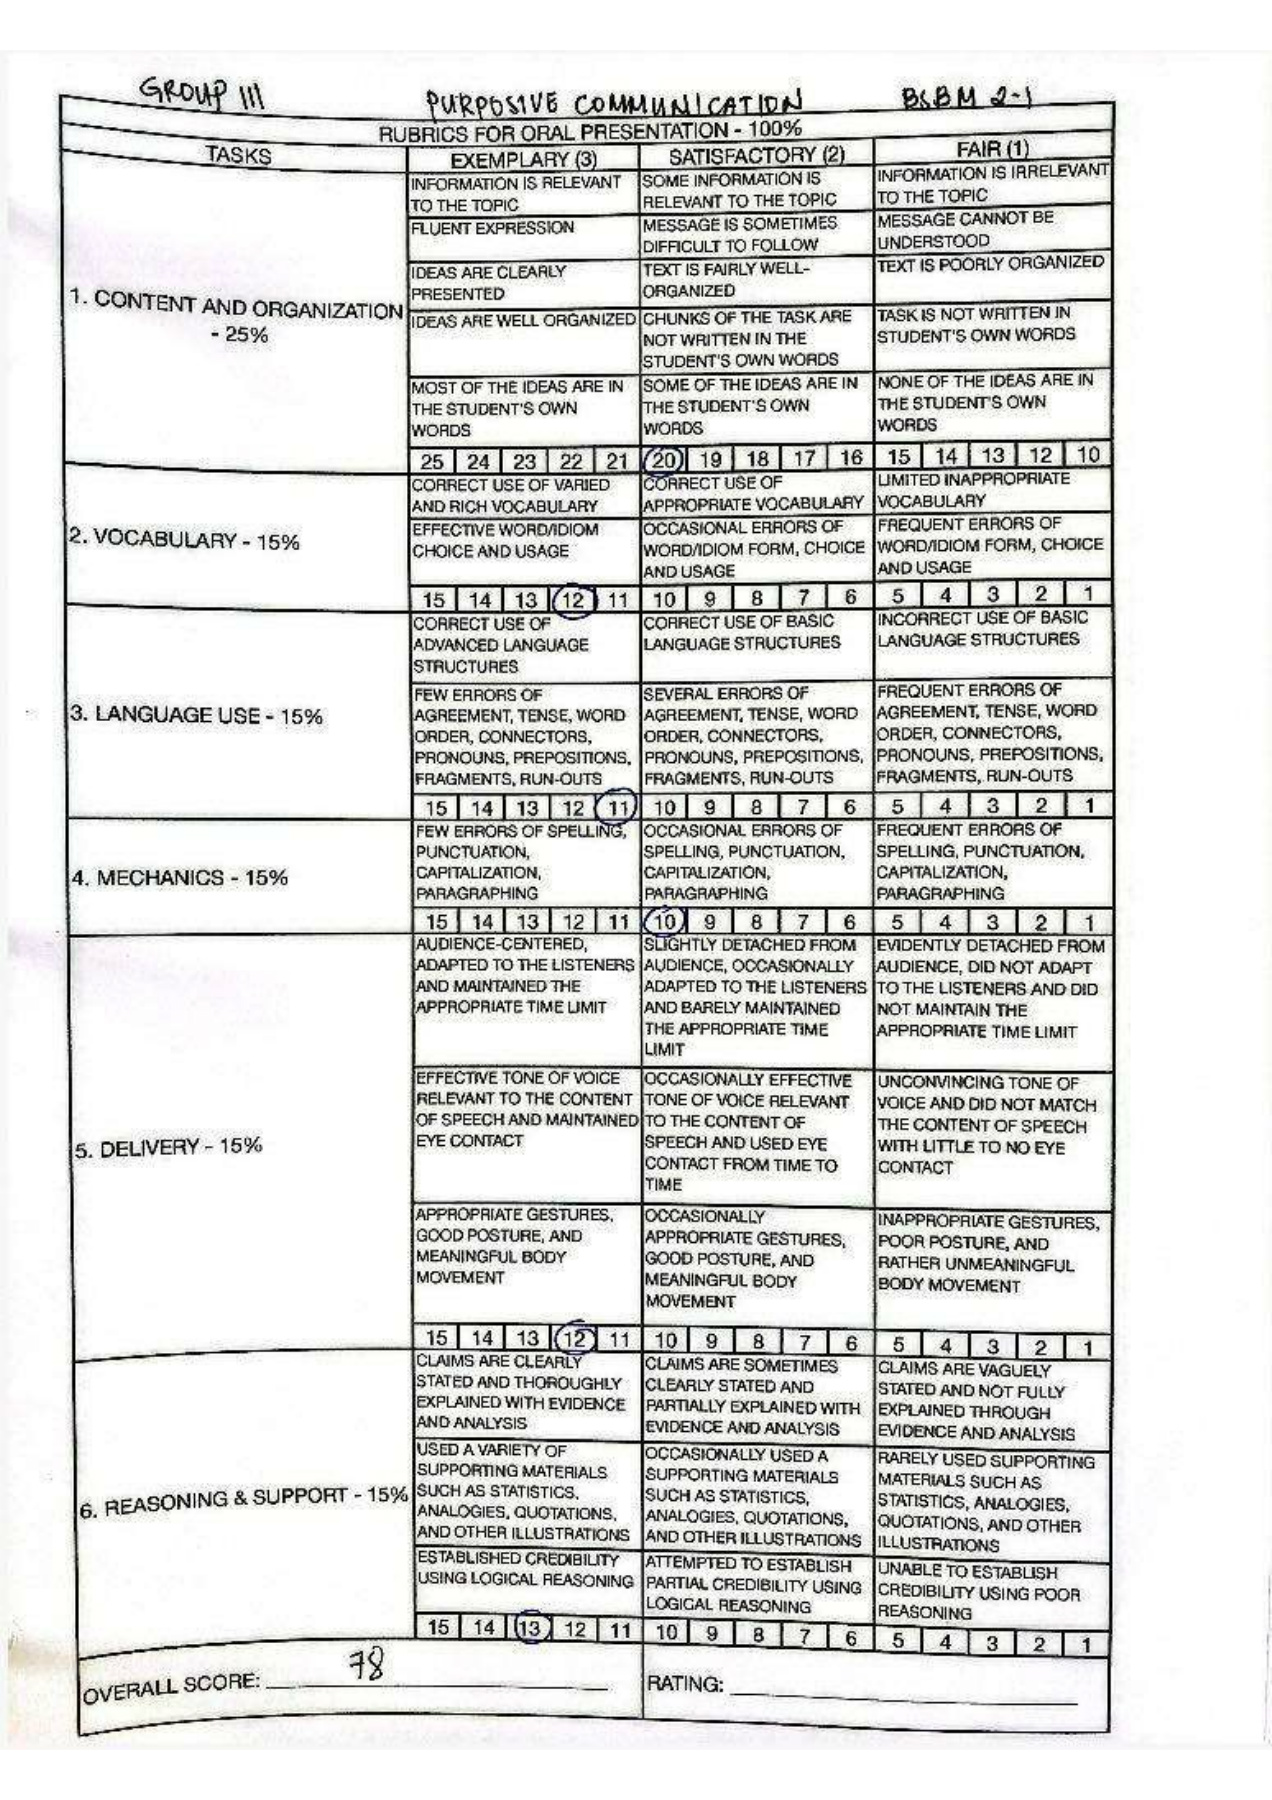 GROUP III PURPOSIVE COMMUNICATION BSBM 2-1
RUBRICS FOR ORAL PRESENTATION - 100%
TASKS EXEMPLARY (3) SATISFACTORY (2) FAIR (1)
1. CONTENT AND ORGANIZATION
- 25%
INFORMATION IS RELEVANT
TO THE TOPIC
SOME INFORMATION IS
RELEVANT TO THE TOPIC
INFORMATION IS IRRELEVANT
TO THE TOPIC
FLUENT EXPRESSION
MESSAGE IS SOMETIMES
DIFFICULT TO FOLLOW
MESSAGE CANNOT BE
UNDERSTOOD
IDEAS ARE CLEARLY
PRESENTED
TEXT IS FAIRLY WELL-
ORGANIZED
TEXT IS POORLY ORGANIZED
IDEAS ARE WELL ORGANIZED
CHUNKS OF THE TASK ARE
NOT WRITTEN IN THE
STUDENT'S OWN WORDS
TASK IS NOT WRITTEN IN
STUDENT'S OWN WORDS
MOST OF THE IDEAS ARE IN
THE STUDENT'S OWN
WORDS
SOME OF THE IDEAS ARE IN
THE STUDENT'S OWN
WORDS
NONE OF THE IDEAS ARE IN
THE STUDENT'S OWN
WORDS
25 24 23 22 21 20 19 18 17 16 15 14 13 12 10
2. VOCABULARY - 15%
CORRECT USE OF VARIED
AND RICH VOCABULARY
CORRECT USE OF
APPROPRIATE VOCABULARY
LIMITED INAPPROPRIATE
VOCABULARY
EFFECTIVE WORD/IDIOM
CHOICE AND USAGE
OCCASIONAL ERRORS OF
WORD/IDIOM FORM, CHOICE
AND USAGE
FREQUENT ERRORS OF
WORD/IDIOM FORM, CHOICE
AND USAGE
15 14 13 12 11 10 9 8 7 6 5 4 3 2 1
3. LANGUAGE USE - 15%
CORRECT USE OF
ADVANCED LANGUAGE
STRUCTURES
CORRECT USE OF BASIC
LANGUAGE STRUCTURES
INCORRECT USE OF BASIC
LANGUAGE STRUCTURES
FEW ERRORS OF
AGREEMENT, TENSE, WORD
ORDER, CONNECTORS,
PRONOUNS, PREPOSITIONS,
FRAGMENTS, RUN-OUTS
SEVERAL ERRORS OF
AGREEMENT, TENSE, WORD
ORDER, CONNECTORS,
PRONOUNS, PREPOSITIONS,
FRAGMENTS, RUN-OUTS
FREQUENT ERRORS OF
AGREEMENT, TENSE, WORD
ORDER, CONNECTORS,
PRONOUNS, PREPOSITIONS,
FRAGMENTS, RUN-OUTS
15 14 13 12 11 10 9 8 7 6 5 4 3 2 1
4. MECHANICS - 15%
FEW ERRORS OF SPELLING,
PUNCTUATION,
CAPITALIZATION,
PARAGRAPHING
OCCASIONAL ERRORS OF
SPELLING, PUNCTUATION,
CAPITALIZATION,
PARAGRAPHING
FREQUENT ERRORS OF
SPELLING, PUNCTUATION,
CAPITALIZATION,
PARAGRAPHING
15 14 13 12 11 10 9 8 7 6 5 4 3 2 1
5. DELIVERY - 15%
AUDIENCE-CENTERED,
ADAPTED TO THE LISTENERS
AND MAINTAINED THE
APPROPRIATE TIME LIMIT
SLIGHTLY DETACHED FROM
AUDIENCE, OCCASIONALLY
ADAPTED TO THE LISTENERS
AND BARELY MAINTAINED
THE APPROPRIATE TIME
LIMIT
EVIDENTLY DETACHED FROM
AUDIENCE, DID NOT ADAPT
TO THE LISTENERS AND DID
NOT MAINTAIN THE
APPROPRIATE TIME LIMIT
EFFECTIVE TONE OF VOICE
RELEVANT TO THE CONTENT
OF SPEECH AND MAINTAINED
EYE CONTACT
OCCASIONALLY EFFECTIVE
TONE OF VOICE RELEVANT
TO THE CONTENT OF
SPEECH AND USED EYE
CONTACT FROM TIME TO
TIME
UNCONVINCING TONE OF
VOICE AND DID NOT MATCH
THE CONTENT OF SPEECH
WITH LITTLE TO NO EYE
CONTACT
APPROPRIATE GESTURES,
GOOD POSTURE, AND
MEANINGFUL BODY
MOVEMENT
OCCASIONALLY
APPROPRIATE GESTURES,
GOOD POSTURE, AND
MEANINGFUL BODY
MOVEMENT
INAPPROPRIATE GESTURES,
POOR POSTURE, AND
RATHER UNMEANINGFUL
BODY MOVEMENT
15 14 13 12 11 10 9 8 7 6 5 4 3 2 1
6. REASONING & SUPPORT - 15%
CLAIMS ARE CLEARLY
STATED AND THOROUGHLY
EXPLAINED WITH EVIDENCE
AND ANALYSIS
CLAIMS ARE SOMETIMES
CLEARLY STATED AND
PARTIALLY EXPLAINED WITH
EVIDENCE AND ANALYSIS
CLAIMS ARE VAGUELY
STATED AND NOT FULLY
EXPLAINED THROUGH
EVIDENCE AND ANALYSIS
USED A VARIETY OF
SUPPORTING MATERIALS
SUCH AS STATISTICS,
ANALOGIES, QUOTATIONS,
AND OTHER ILLUSTRATIONS
OCCASIONALLY USED A
SUPPORTING MATERIALS
SUCH AS STATISTICS,
ANALOGIES, QUOTATIONS,
AND OTHER ILLUSTRATIONS
RARELY USED SUPPORTING
MATERIALS SUCH AS
STATISTICS, ANALOGIES,
QUOTATIONS, AND OTHER
ILLUSTRATIONS
ESTABLISHED CREDIBILITY
USING LOGICAL REASONING
ATTEMPTED TO ESTABLISH
PARTIAL CREDIBILITY USING
LOGICAL REASONING
UNABLE TO ESTABLISH
CREDIBILITY USING POOR
REASONING
15 14 13 12 11 10 9 8 7 6 5 4 3 2 1
OVERALL SCORE: 78 RATING: